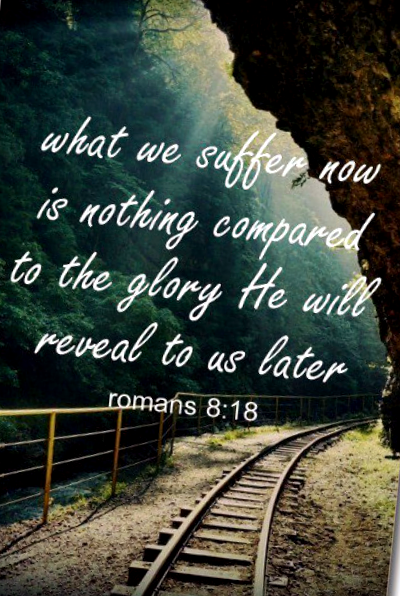 what we suffer now
is nothing compared
to the glory He will
reveal to us later
romans 8:18